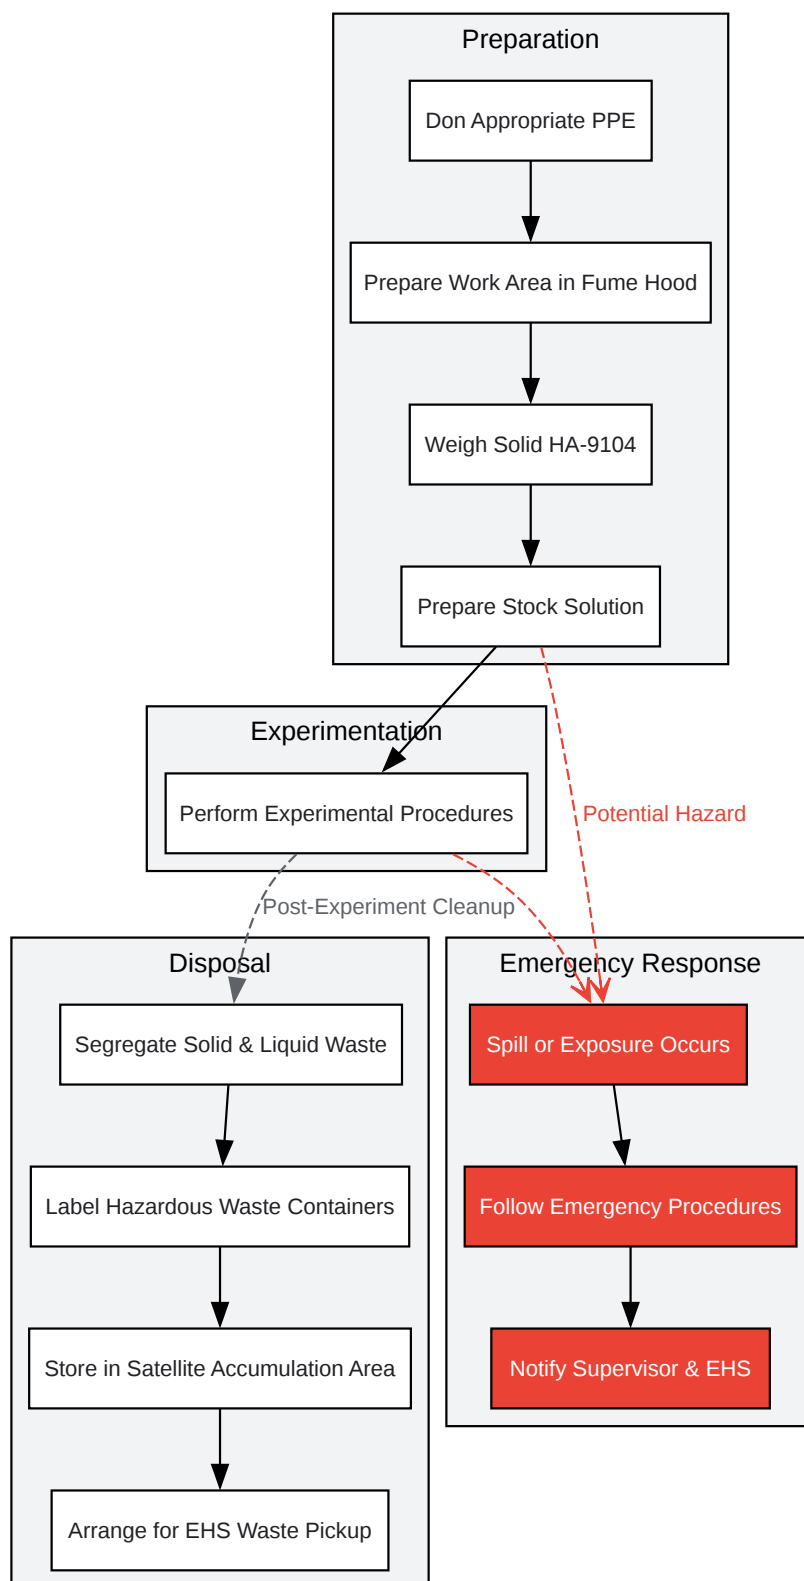 Preparation
Don Appropriate PPE
Prepare Work Area in Fume Hood
Weigh Solid HA-9104
Prepare Stock Solution
Experimentation
Perform Experimental Procedures
Potential Hazard
Post-Experiment Cleanup
Disposal
Segregate Solid & Liquid Waste
Label Hazardous Waste Containers
Store in Satellite Accumulation Area
Arrange for EHS Waste Pickup
Emergency Response
Spill or Exposure Occurs
Follow Emergency Procedures
Notify Supervisor & EHS